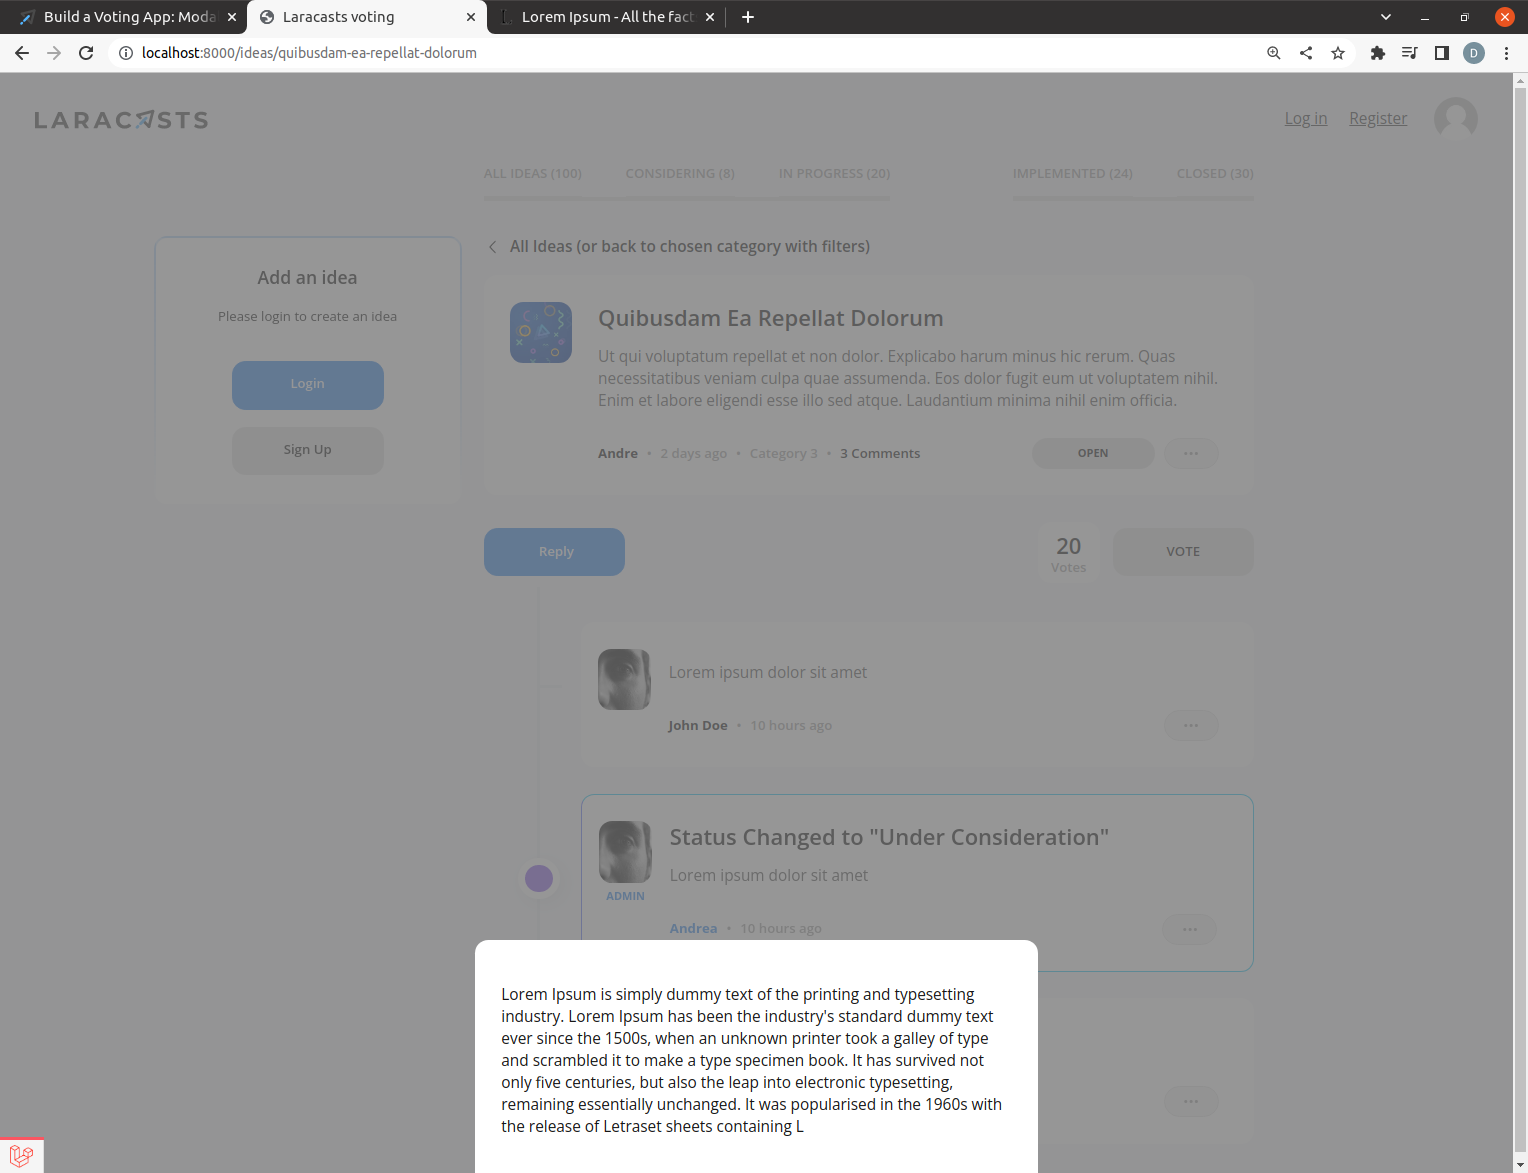 Build a Voting App: Moda
Laracasts voting
Lorem Ipsum - All the fact
localhost:8000/ideas/quibusdam-ea-repellat-dolorum
D
LARACASTS
Log in
Register
ALL IDEAS (100)
CONSIDERING (8)
IN PROGRESS (20)
IMPLEMENTED (24)
CLOSED (30)
Add an idea
Please login to create an idea
Login
Sign Up
All Ideas (or back to chosen category with filters)
Quibusdam Ea Repellat Dolorum
Ut qui voluptatum repellat et non dolor. Explicabo harum minus hic rerum. Quas
necessitatibus veniam culpa quae assumenda. Eos dolor fugit eum ut voluptatem nihil.
Enim et labore eligendi esse illo sed atque. Laudantium minima nihil enim officia.
Andre • 2 days ago • Category 3 • 3 Comments
OPEN
Reply
20
Votes
VOTE
Lorem ipsum dolor sit amet
John Doe • 10 hours ago
Status Changed to "Under Consideration"
Lorem ipsum dolor sit amet
ADMIN
Andrea • 10 hours ago
Lorem Ipsum is simply dummy text of the printing and typesetting
industry. Lorem Ipsum has been the industry's standard dummy text
ever since the 1500s, when an unknown printer took a galley of type
and scrambled it to make a type specimen book. It has survived not
only five centuries, but also the leap into electronic typesetting,
remaining essentially unchanged. It was popularised in the 1960s with
the release of Letraset sheets containing L